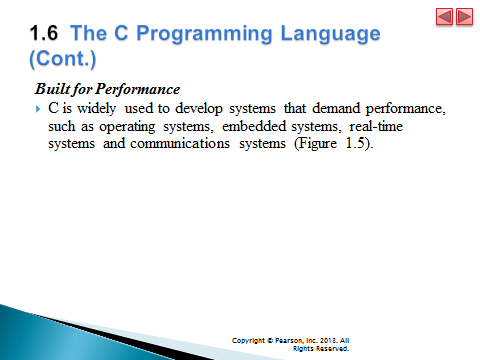 1.6 The C Programming Language
(Cont.)
Built for Performance
C is widely used to develop systems that demand performance,
such as operating systems, embedded systems, real-time
systems and communications systems (Figure 1.5).
Copyright © Pearson, Inc. 2013. All
Rights Reserved.